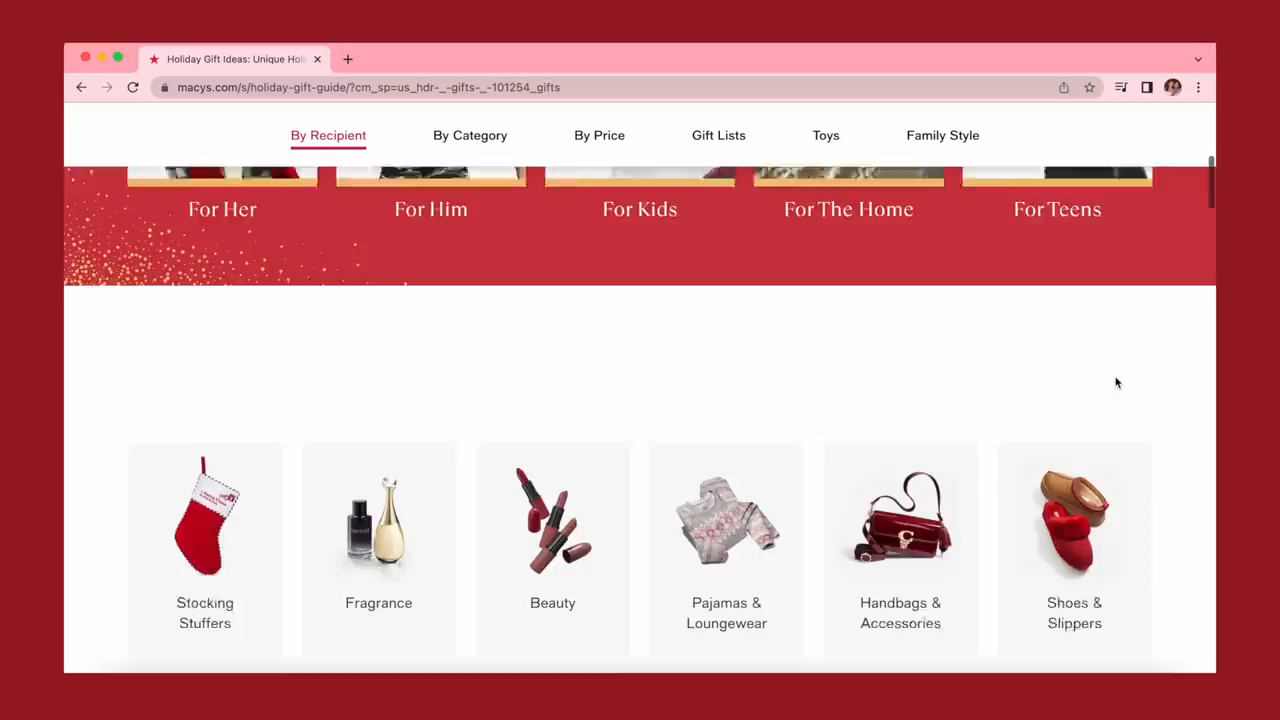 Holiday Gift Ideas: Unique Holi
macys.com/s/holiday-gift-guide/?cm_sp=us_hdr-_-gifts-_-101254_gifts
By Recipient
By Category
By Price
Gift Lists
Toys
Family Style
For Her
For Him
For Kids
For The Home
For Teens
Stocking
Stuffers
Fragrance
Beauty
Pajamas &
Loungewear
Handbags &
Accessories
Shoes &
Slippers